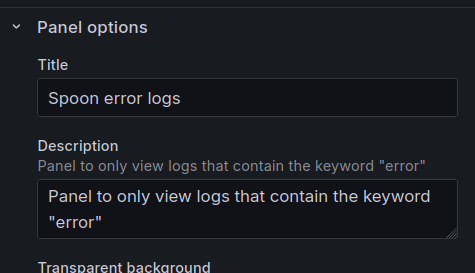 Panel options
Title
Spoon error logs
Description
Panel to only view logs that contain the keyword "error"
Panel to only view logs that contain the keyword
"error"
Transparent background